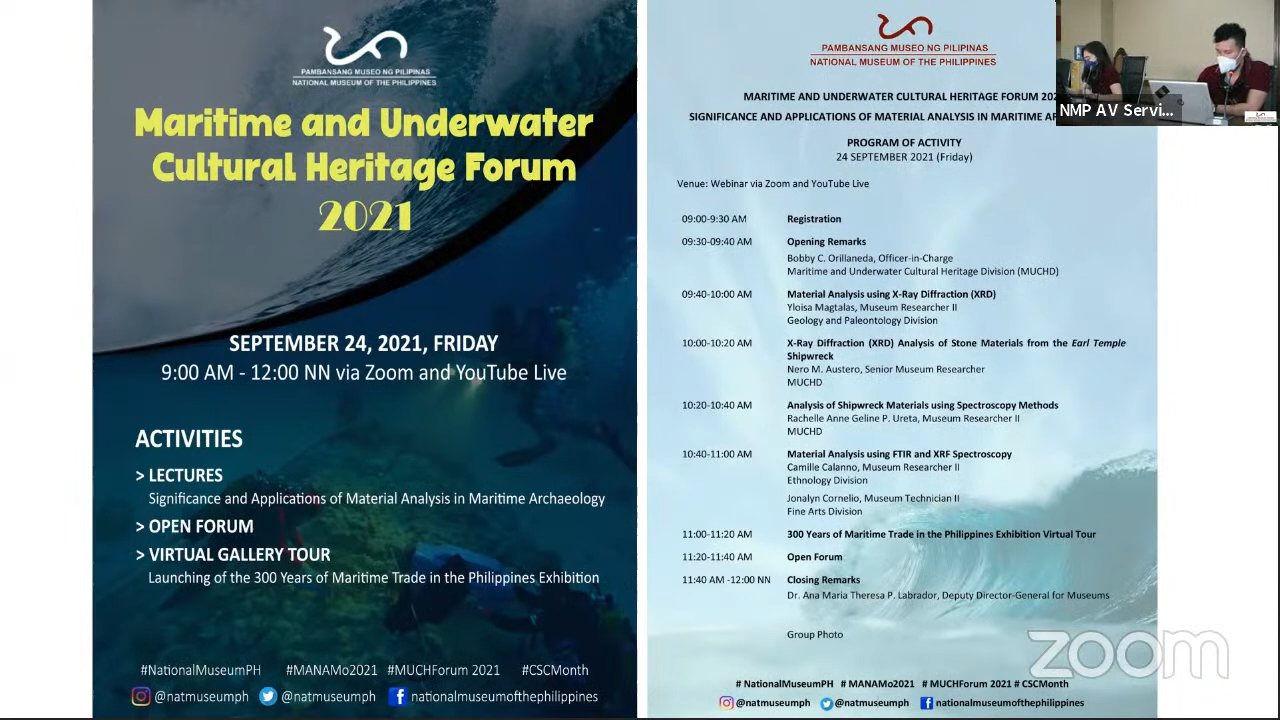 PAMBANSANG MUSEO NG PILIPINAS
NATIONAL MUSEUM OF THE PHILIPPINES
Maritime and Underwater
Cultural Heritage Forum
2021
SEPTEMBER 24, 2021, FRIDAY
9:00 AM - 12:00 NN via Zoom and YouTube Live
ACTIVITIES
> LECTURES
Significance and Applications of Material Analysis in Maritime Archaeology
> OPEN FORUM
> VIRTUAL GALLERY TOUR
Launching of the 300 Years of Maritime Trade in the Philippines Exhibition
#NationalMuseumPH #MANAMo2021 #MUCHForum 2021 #CSCMonth
@natmuseumph @natmuseumph nationalmuseumofthephilippines
PAMBANSANG MUSEO NG PILIPINAS
NATIONAL MUSEUM OF THE PHILIPPINES
MARITIME AND UNDERWATER CULTURAL HERITAGE FORUM 202
SIGNIFICANCE AND APPLICATIONS OF MATERIAL ANALYSIS IN MARITIME AR
PROGRAM OF ACTIVITY
24 SEPTEMBER 2021 (Friday)
Venue: Webinar via Zoom and YouTube Live
09:00-9:30 AM Registration
09:30-09:40 AM Opening Remarks
Bobby C. Orillaneda, Officer-in-Charge
Maritime and Underwater Cultural Heritage Division (MUCHD)
09:40-10:00 AM Material Analysis using X-Ray Diffraction (XRD)
Yloisa Magtalas, Museum Researcher II
Geology and Paleontology Division
10:00-10:20 AM X-Ray Diffraction (XRD) Analysis of Stone Materials from the Earl Temple
Shipwreck
Nero M. Austero, Senior Museum Researcher
MUCHD
10:20-10:40 AM Analysis of Shipwreck Materials using Spectroscopy Methods
Rachelle Anne Geline P. Ureta, Museum Researcher II
MUCHD
10:40-11:00 AM Material Analysis using FTIR and XRF Spectroscopy
Camille Calanno, Museum Researcher II
Ethnology Division
Jonalyn Cornelio, Museum Technician II
Fine Arts Division
11:00-11:20 AM 300 Years of Maritime Trade in the Philippines Exhibition Virtual Tour
11:20-11:40 AM Open Forum
11:40 AM -12:00 NN Closing Remarks
Dr. Ana Maria Theresa P. Labrador, Deputy Director-General for Museums
Group Photo
# NationalMuseumPH # MANAMo2021 # MUCHForum 2021 # CSCMonth
@natmuseumph @natmuseumph nationalmuseumofthephilippines
NMP AV Servi...
zoom